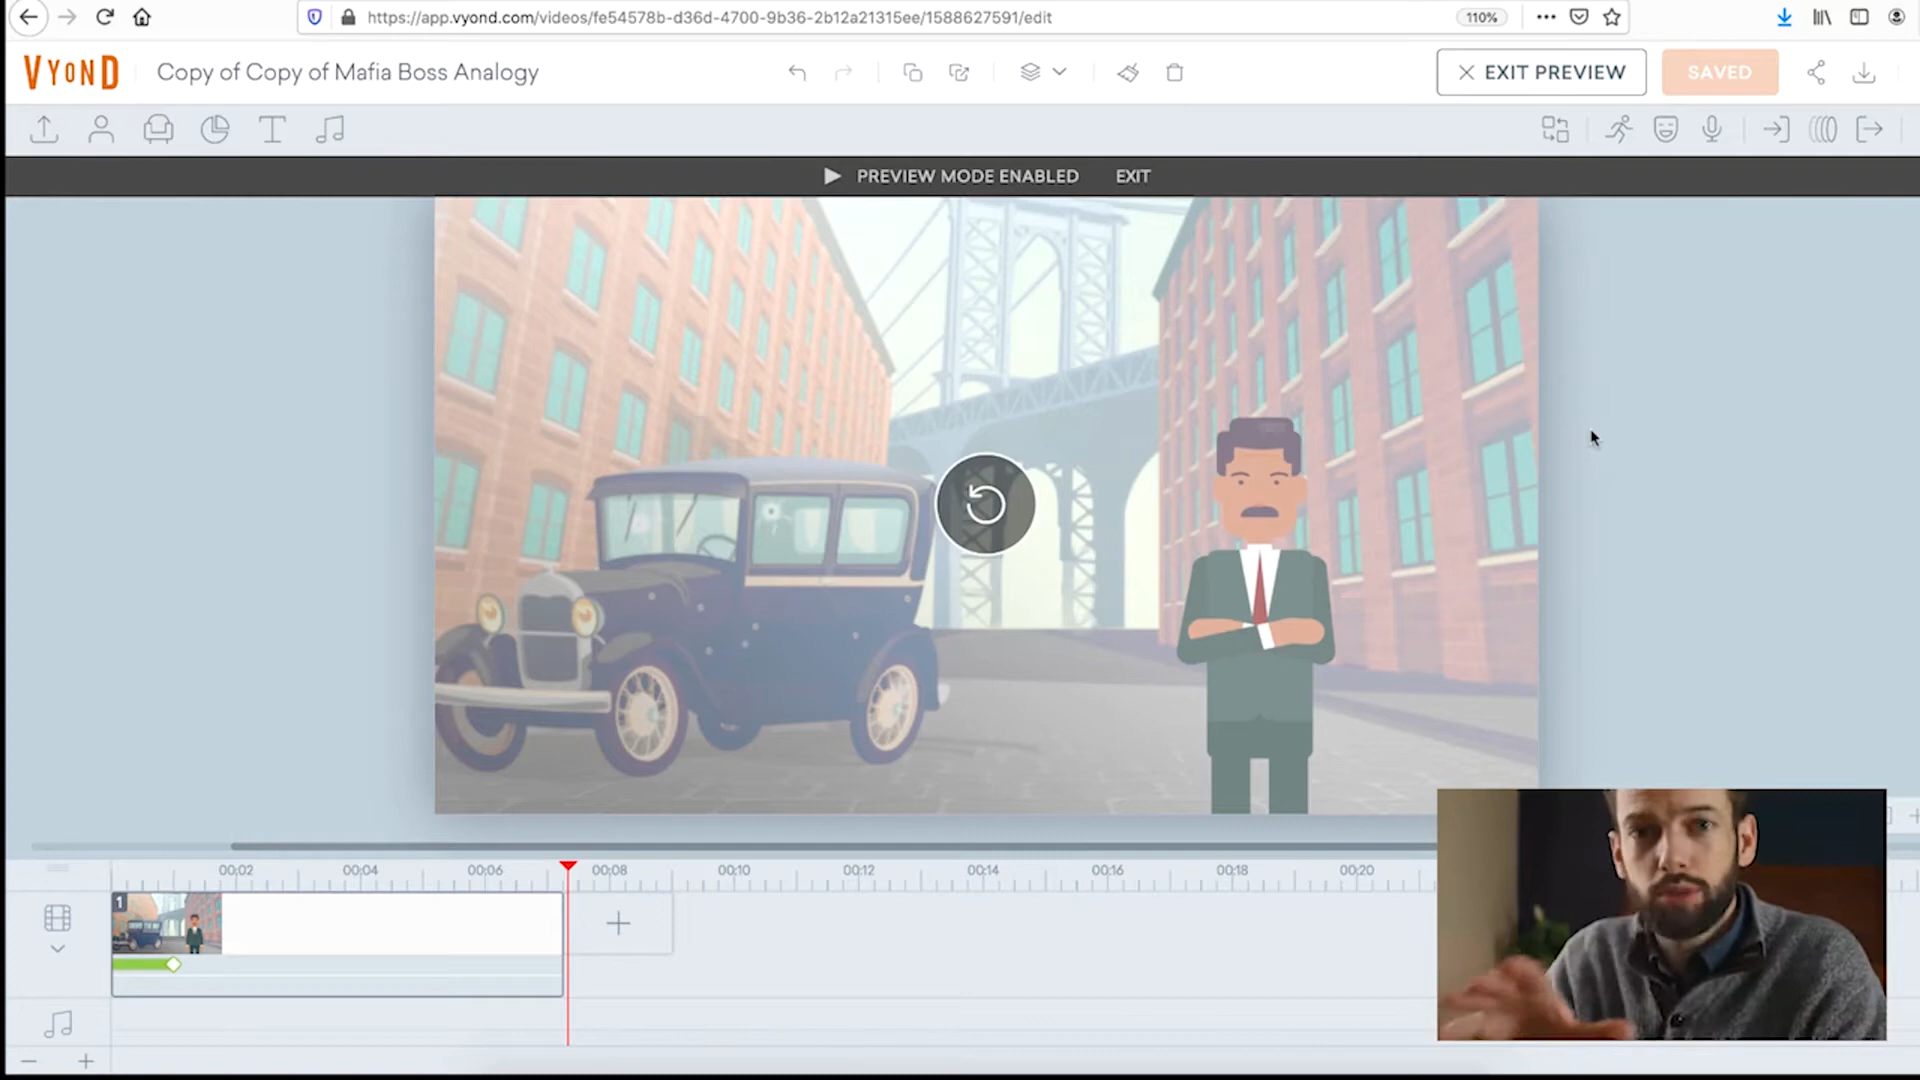 https://app.vyond.com/videos/fe54578b-d36d-4700-9b36-2b12a21315ee/1588627591/edit
110%
VYOND
Copy of Copy of Mafia Boss Analogy
EXIT PREVIEW
SAVED
PREVIEW MODE ENABLED
EXIT
00:02
00:04
00:06
00:08
00:10
00:12
00:14
00:16
00:18
00:20
1